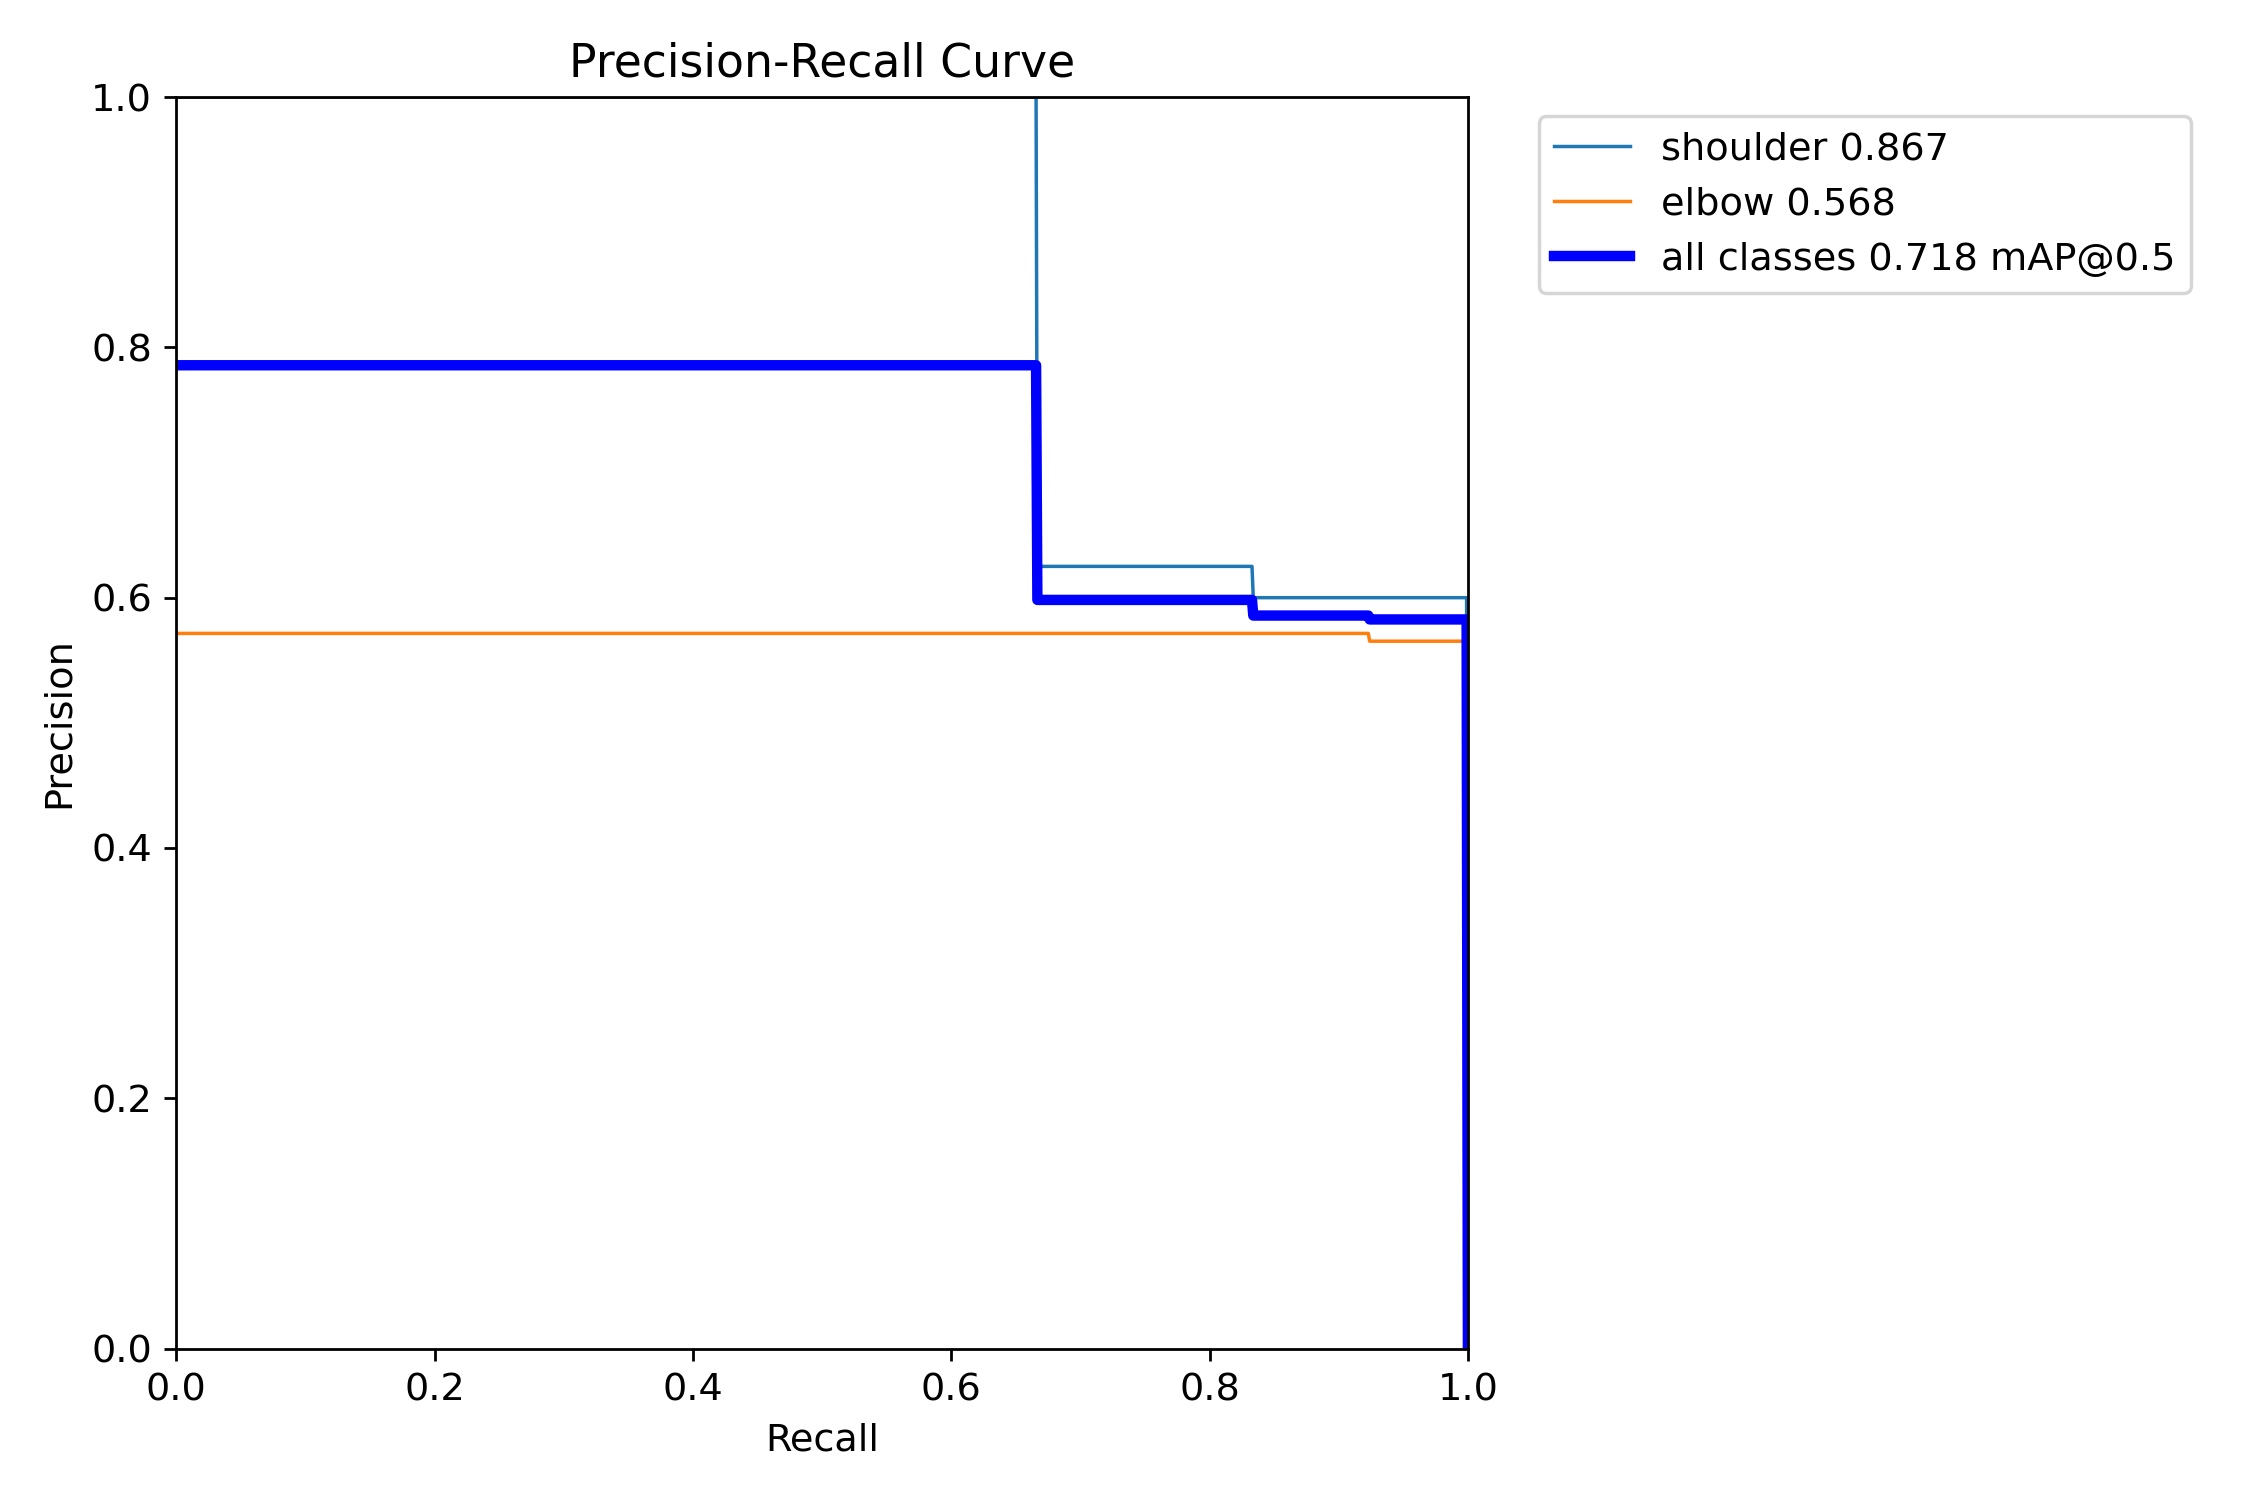 Precision-Recall Curve
1.0
0.8
0.6
0.4
0.2
0.0
Precision
0.0 0.2 0.4 0.6 0.8 1.0
Recall
shoulder 0.867
elbow 0.568
all classes 0.718 mAP@0.5